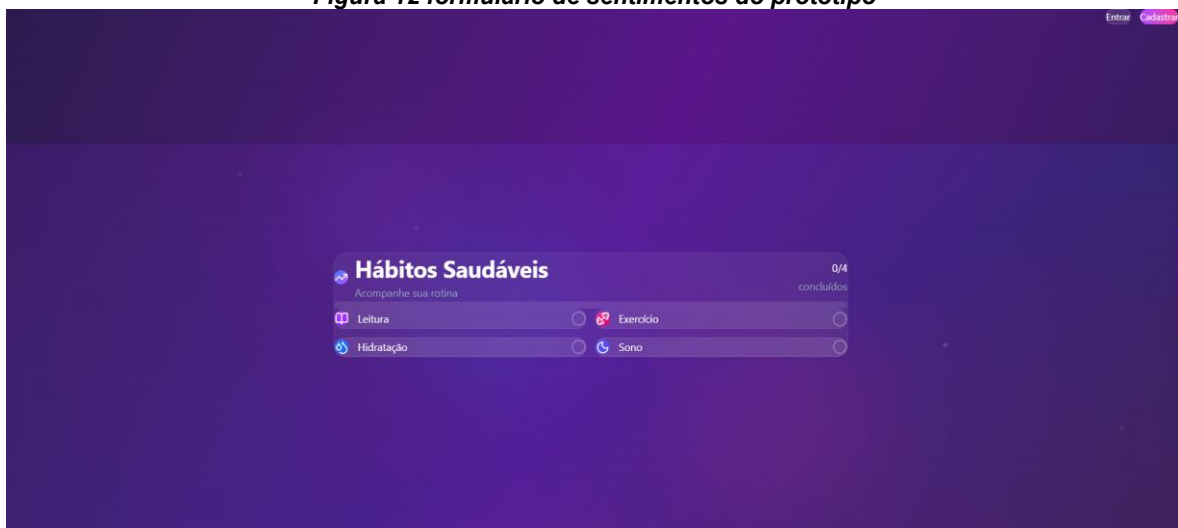 Figura 12 formulário de sentimentos do protótipo
Entrar Cadastrar
Hábitos Saudáveis
0/4
Acompanhe sua rotina
concluídos
Leitura
Exercício
Hidratação
Sono